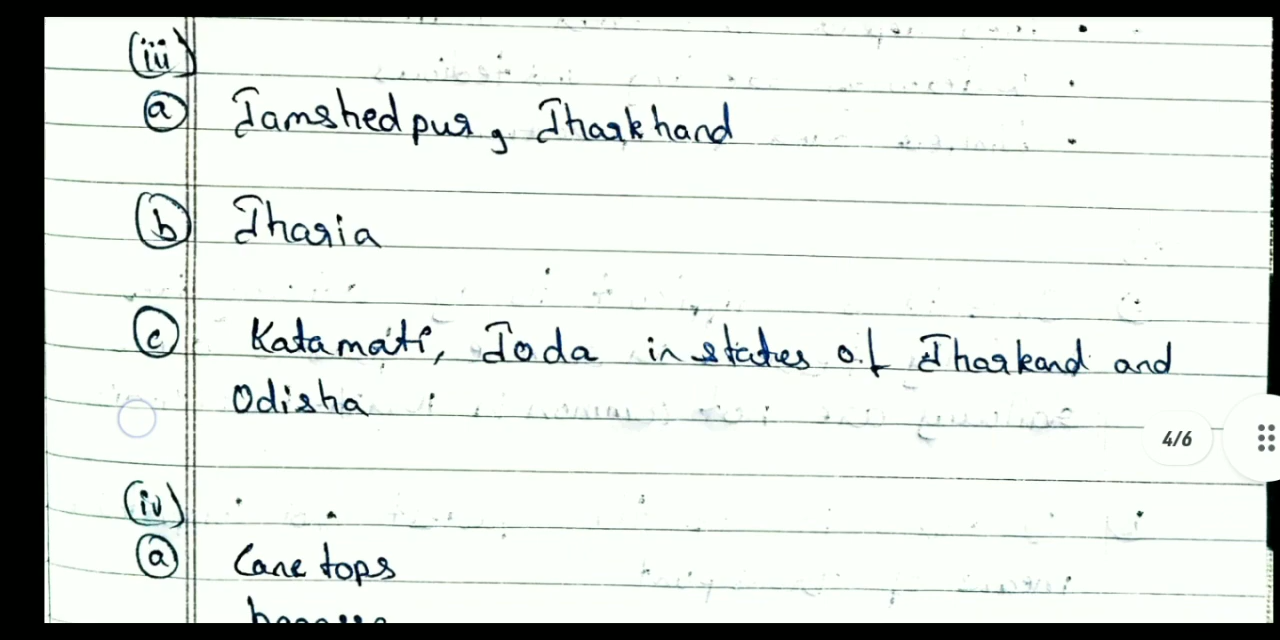 (iii)
(a) Jamshedpur, Jharkhand
(b) Jharia
(c) Katamati, Joda in states of Jharkand and
Odisha
4/6
(iv)
(a) Cane tops